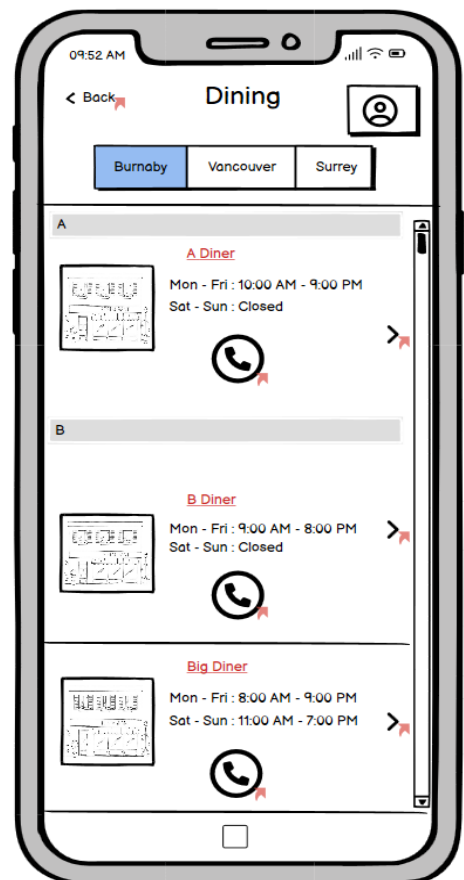 09:52 AM
< Back
Dining
Burnaby Vancouver Surrey
A
A Diner
Mon - Fri : 10:00 AM - 9:00 PM
Sat - Sun : Closed
B
B Diner
Mon - Fri : 9:00 AM - 8:00 PM
Sat - Sun : Closed
Big Diner
Mon - Fri : 8:00 AM - 9:00 PM
Sat - Sun : 11:00 AM - 7:00 PM